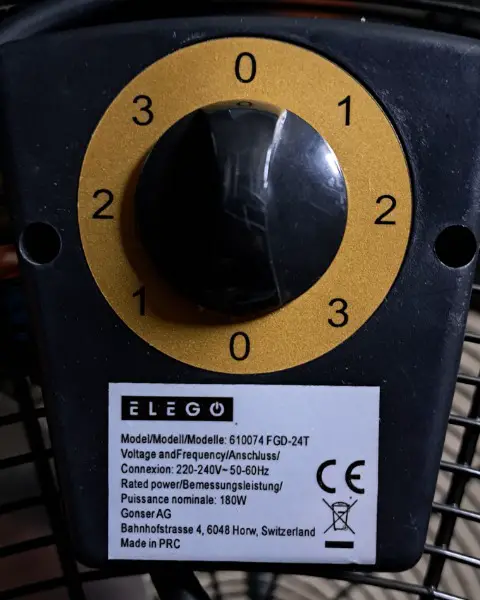 0
3 1
2 2
1 3
0
ELEGO
Model/Modell/Modelle: 610074 FGD-24T
Voltage andFrequency/Anschluss/
Connexion: 220-240V~ 50-60Hz
Rated power/Bemessungsleistung/
Puissance nominale: 180W
Gonser AG
Bahnhofstrasse 4, 6048 Horw, Switzerland
Made in PRC
CE